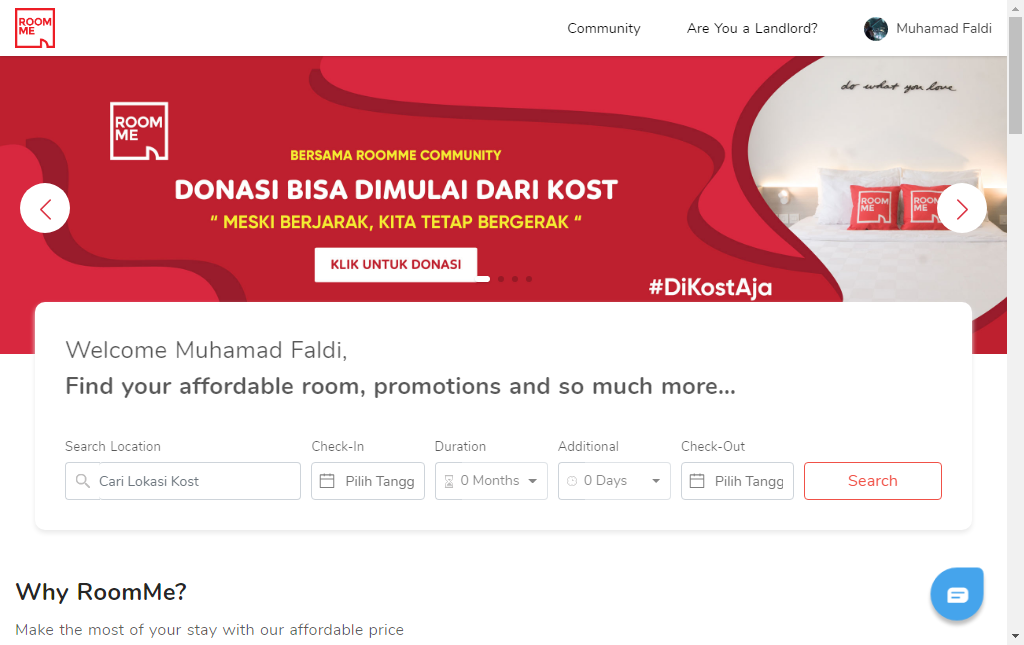 ROOM
ME
Community
Are You a Landlord?
Muhamad Faldi
do what you love
ROOM
ME
BERSAMA ROOMME COMMUNITY
DONASI BISA DIMULAI DARI KOST
“ MESKI BERJARAK, KITA TETAP BERGERAK “
KLIK UNTUK DONASI
ROOM
ME
ROOM
ME
#DiKostAja
Welcome Muhamad Faldi,
Find your affordable room, promotions and so much more...
Search Location
Check-In
Duration
Additional
Check-Out
Cari Lokasi Kost
Pilih Tangg
0 Months
0 Days
Pilih Tangg
Search
Why RoomMe?
Make the most of your stay with our affordable price